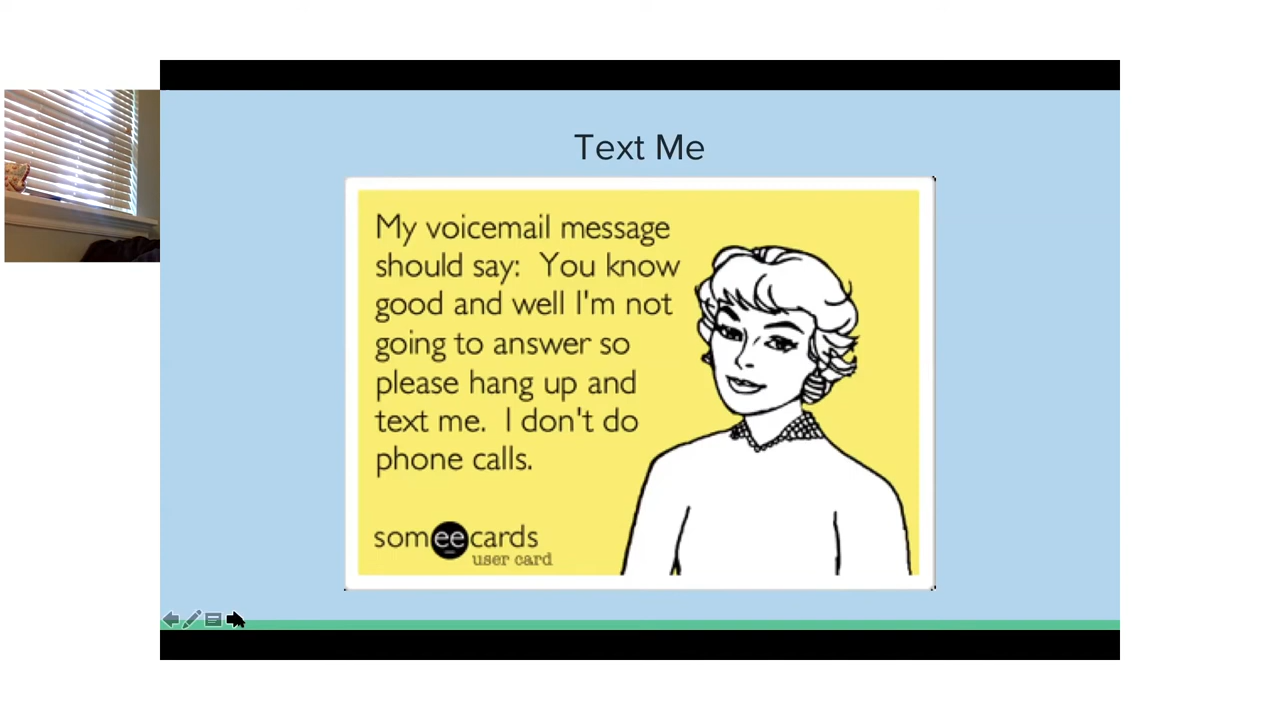 Text Me
My voicemail message
should say: You know
good and well I'm not
going to answer so
please hang up and
text me. I don't do
phone calls.
someecards
user card